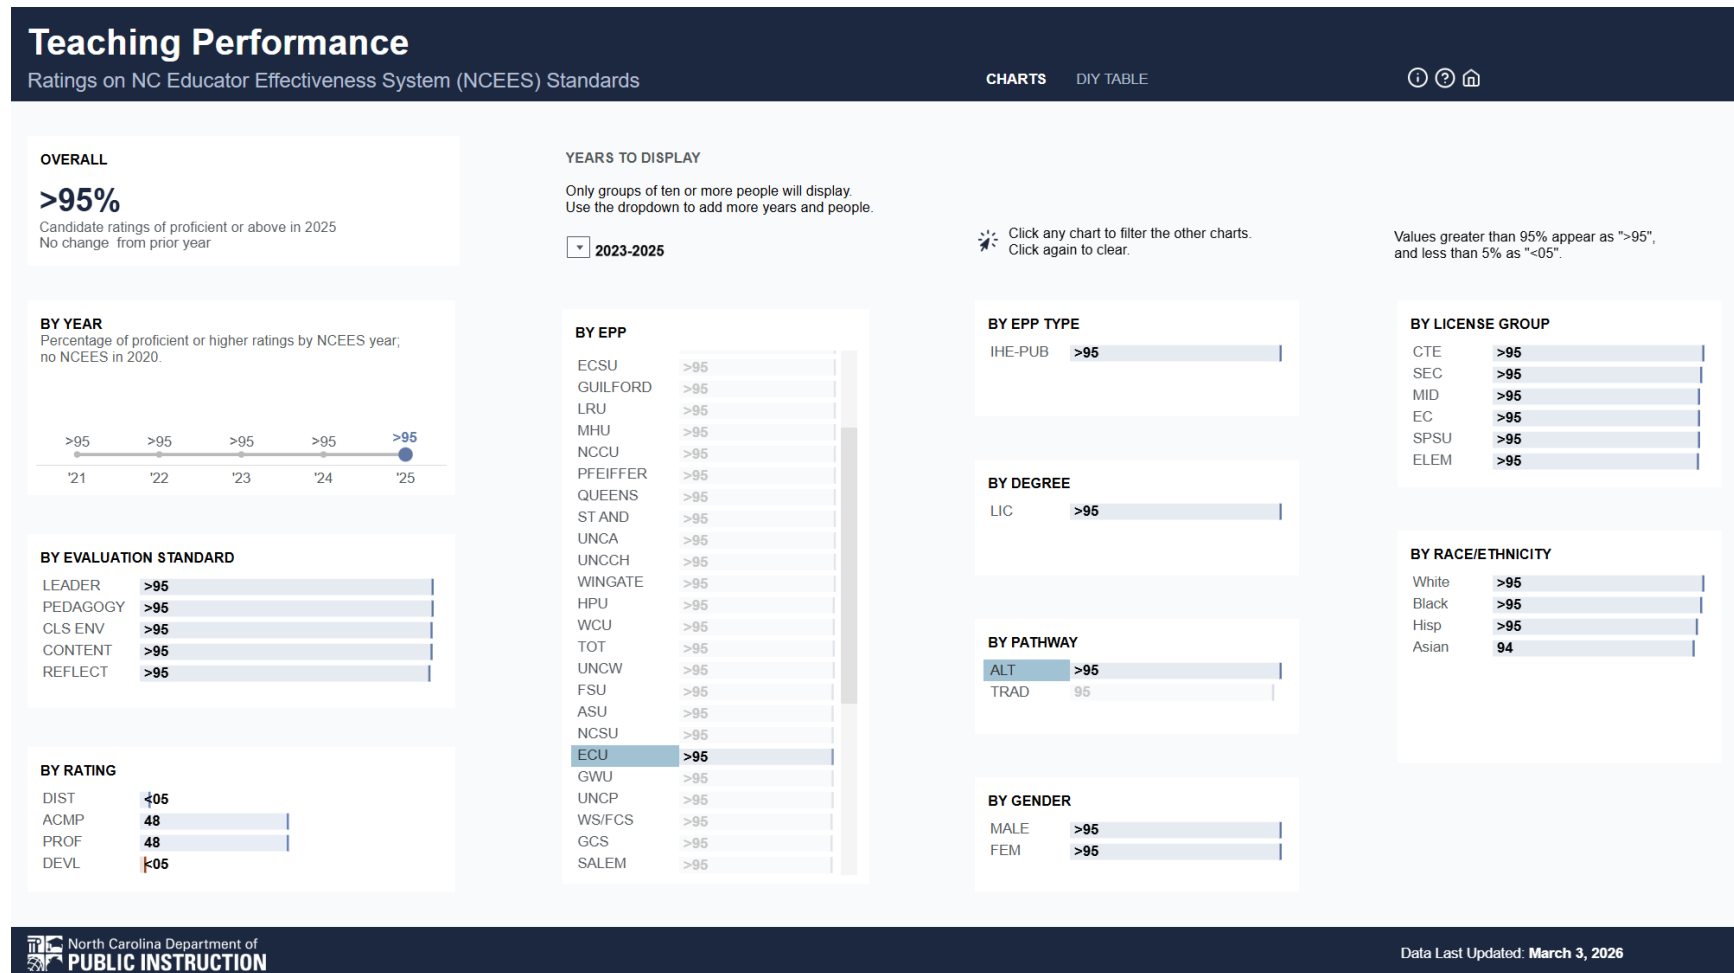 Teaching Performance
Ratings on NC Educator Effectiveness System (NCEES) Standards
CHARTS
DIY TABLE
OVERALL
>95%
Candidate ratings of proficient or above in 2025
No change from prior year
YEARS TO DISPLAY
Only groups of ten or more people will display.
Use the dropdown to add more years and people.
2023-2025
Click any chart to filter the other charts.
Click again to clear.
Values greater than 95% appear as ">95",
and less than 5% as "<05".
BY YEAR
Percentage of proficient or higher ratings by NCEES year;
no NCEES in 2020.
>95 >95 >95 >95 >95
'21 '22 '23 '24 '25
BY EVALUATION STANDARD
LEADER >95
PEDAGOGY >95
CLS ENV >95
CONTENT >95
REFLECT >95
BY RATING
DIST <05
ACMP 48
PROF 48
DEVL <05
BY EPP
ECSU >95
GUILFORD >95
LRU >95
MHU >95
NCCU >95
PFEIFFER >95
QUEENS >95
ST AND >95
UNCA >95
UNCCH >95
WINGATE >95
HPU >95
WCU >95
TOT >95
UNCW >95
FSU >95
ASU >95
NCSU >95
ECU >95
GWU >95
UNCP >95
WS/FCS >95
GCS >95
SALEM >95
BY EPP TYPE
IHE-PUB >95
BY DEGREE
LIC >95
BY PATHWAY
ALT >95
TRAD 95
BY GENDER
MALE >95
FEM >95
BY LICENSE GROUP
CTE >95
SEC >95
MID >95
EC >95
SPSU >95
ELEM >95
BY RACE/ETHNICITY
White >95
Black >95
Hisp >95
Asian 94
North Carolina Department of
PUBLIC INSTRUCTION
Data Last Updated: March 3, 2026